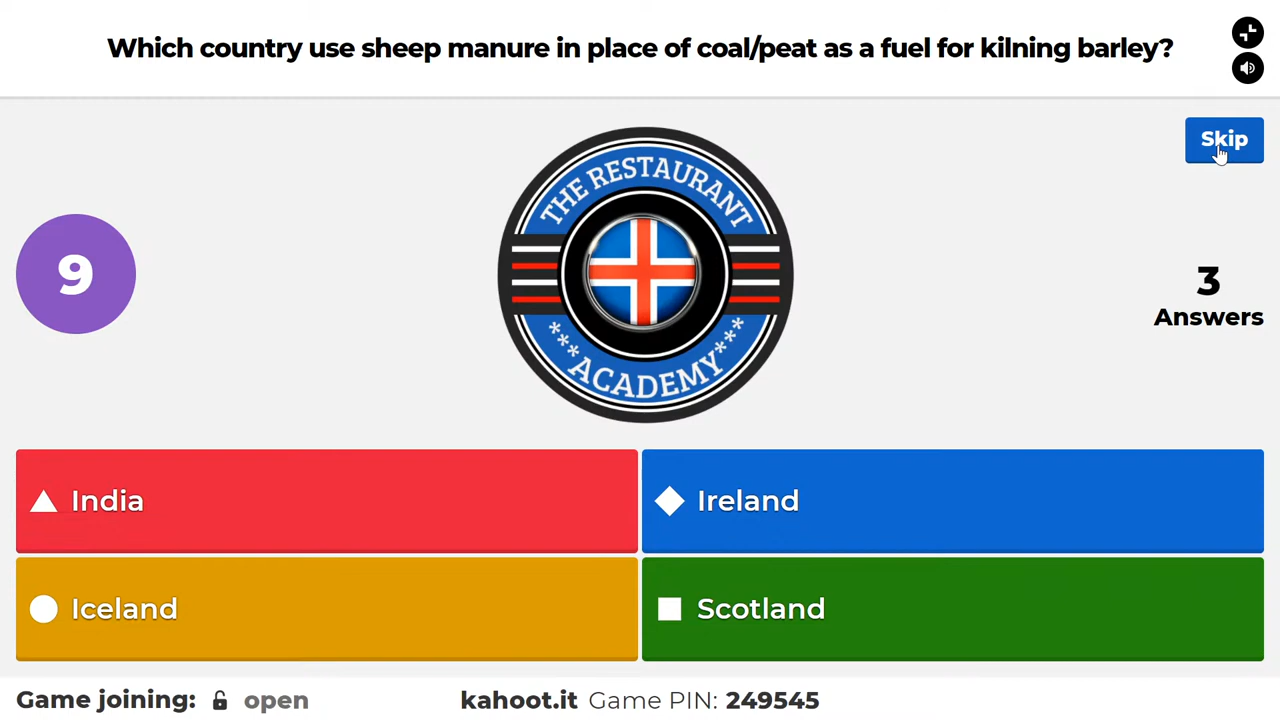 Which country use sheep manure in place of coal/peat as a fuel for kilning barley?
Skip
THE RESTAURANT
***ACADEMY***
9
3
Answers
India
Ireland
Iceland
Scotland
Game joining: open
kahoot.it Game PIN: 249545